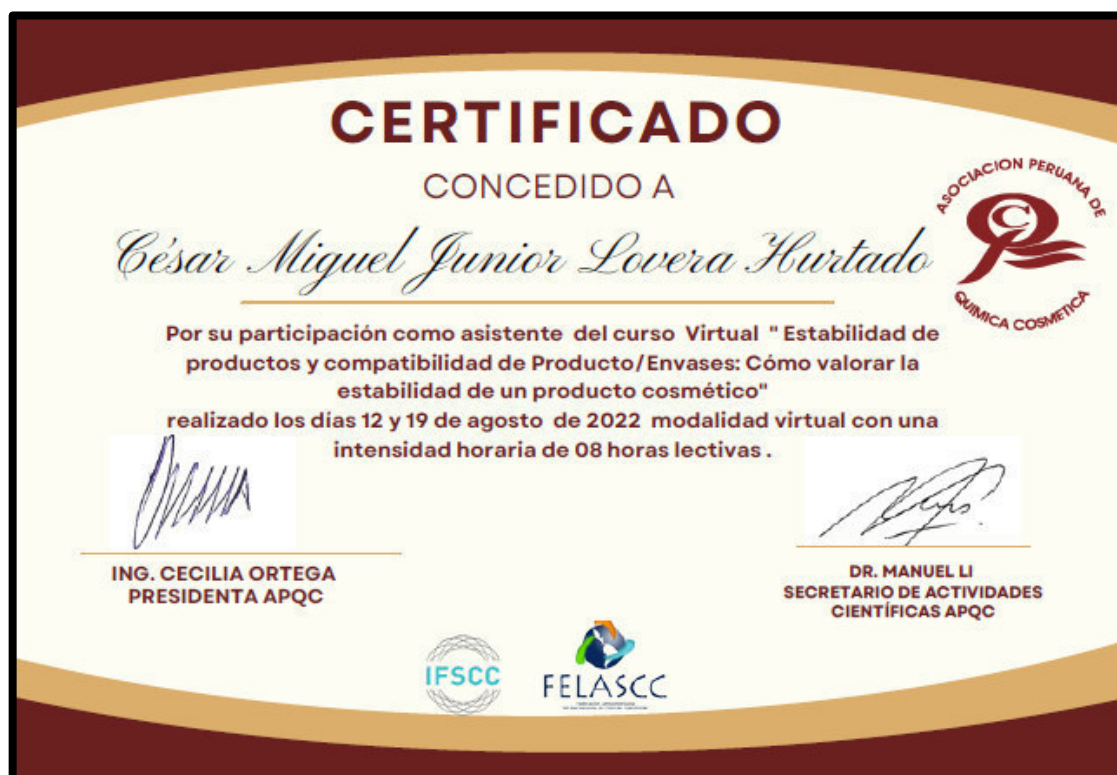 CERTIFICADO
CONCEDIDO A
ASOCIACION PERUANA DE
QUIMICA COSMETICA
César Miguel Junior Lovera Hurtado
Por su participación como asistente del curso Virtual " Estabilidad de
productos y compatibilidad de Producto/Envases: Cómo valorar la
estabilidad de un producto cosmético"
realizado los días 12 y 19 de agosto de 2022 modalidad virtual con una
intensidad horaria de 08 horas lectivas .
ING. CECILIA ORTEGA
PRESIDENTA APQC
DR. MANUEL LI
SECRETARIO DE ACTIVIDADES
CIENTÍFICAS APQC
IFSCC
FELASCC